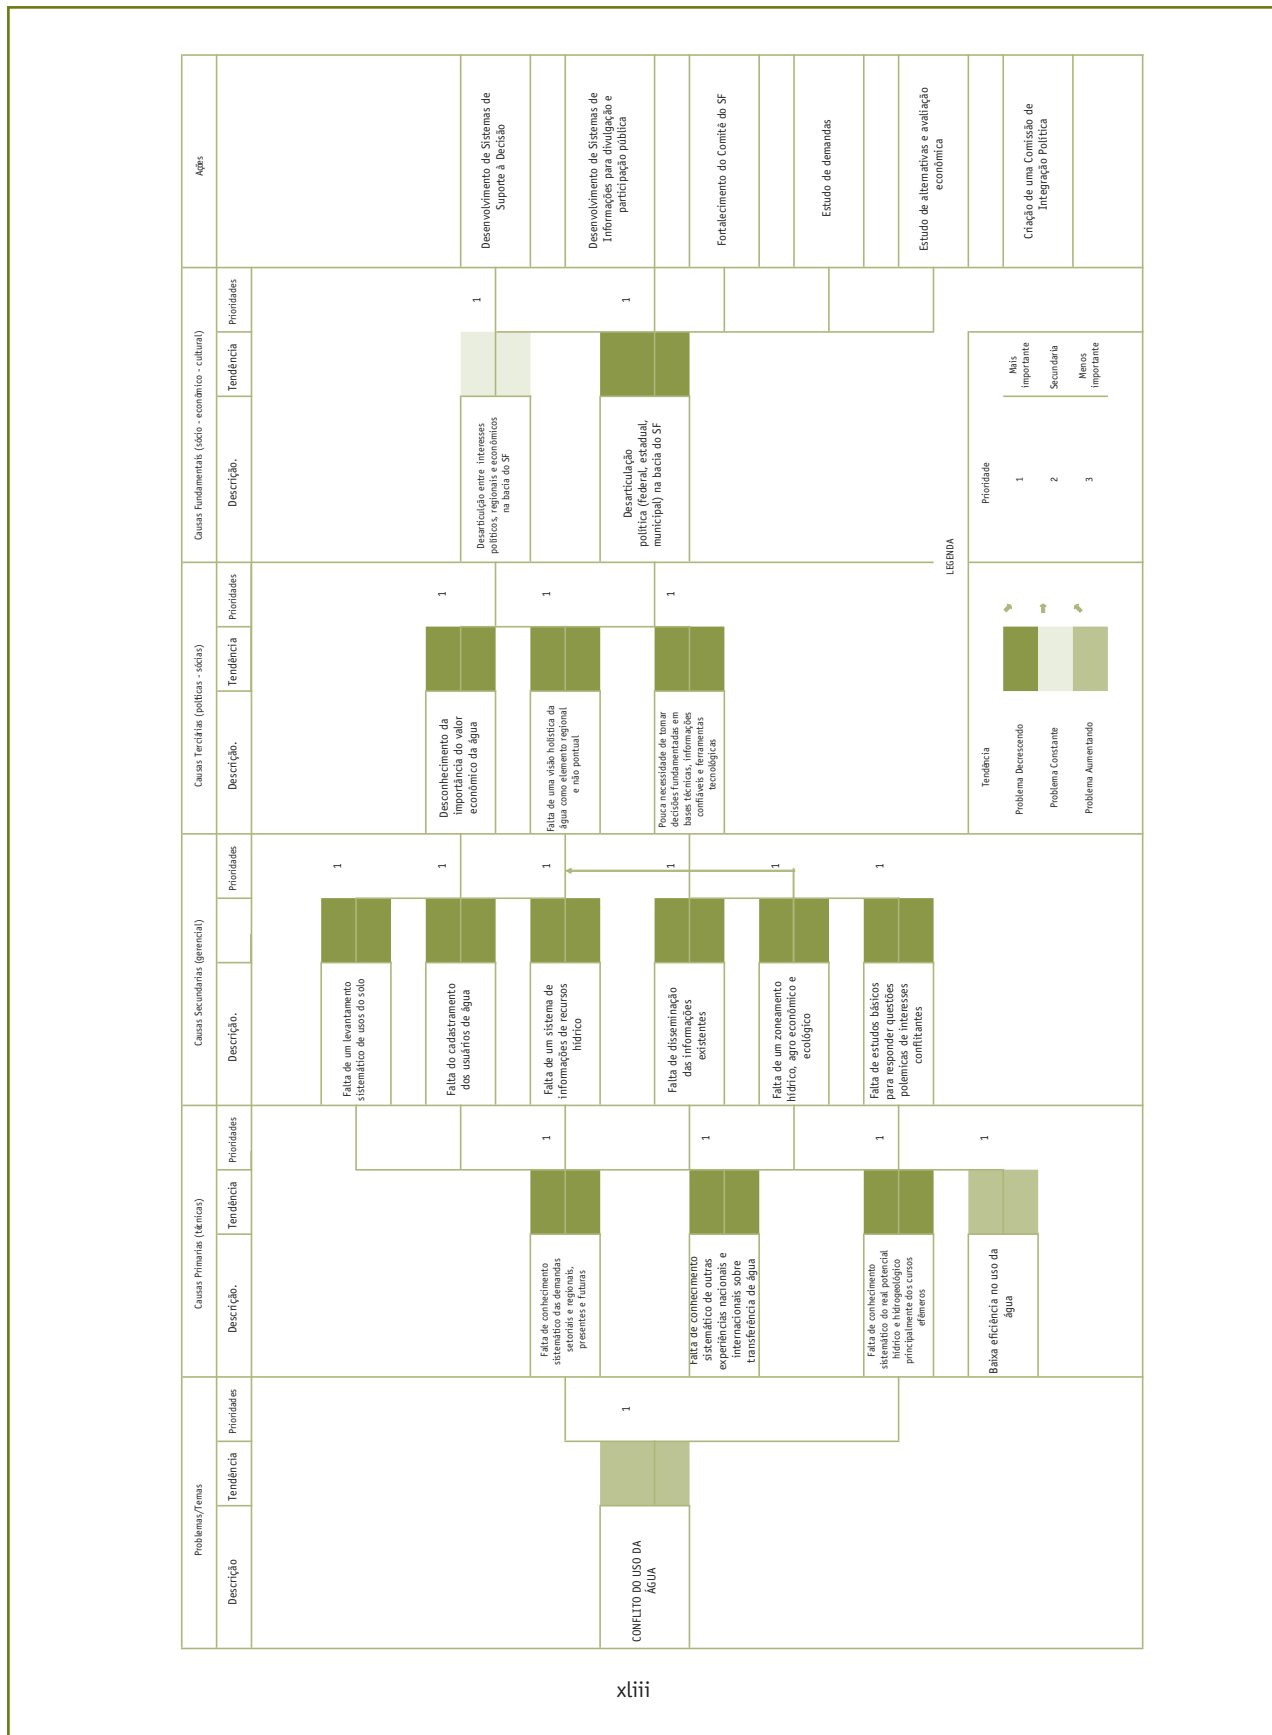 Problemas/Temas
Causas Primarias (técnicas)
Causas Secundarias (gerencial)
Causas Terciárias (políticas - sócias)
Causas Fundamentais (sócio - econômico - cultural)
Ações
Descrição
Tendência
Prioridades
Descrição.
Tendência
Prioridades
Descrição.
Prioridades
Descrição.
Tendência
Prioridades
Descrição.
Tendência
Prioridades
CONFLITO DO USO DA
ÁGUA
1
Falta de conhecimento
sistemático das demandas
setoriais e regionais,
presentes e futuras
1
Falta de conhecimento
sistemático de outras
experiências nacionais e
internacionais sobre
transferência de água
1
Falta de conhecimento
sistemático do real potencial
hídrico e hidrogeológico
principalmente dos cursos
efêmeros
1
Baixa eficiência no uso da
água
1
Falta de um levantamento
sistemático de usos do solo
1
Falta do cadastramento
dos usuários de água
1
Falta de um sistema de
informações de recursos
hídrico
1
Falta de disseminação
das informações
existentes
1
Falta de um zoneamento
hídrico, agro econômico e
ecológico
1
Falta de estudos básicos
para responder questões
polemicas de interesses
conflitantes
1
Desconhecimento da
importância do valor
econômico da água
1
Falta de uma visão holística da
água como elemento regional
e não pontual
1
Pouca necessidade de tomar
decisões fundamentadas em
bases técnicas, informações
confiáveis e ferramentas
tecnológicas
1
Desarticulção entre interesses
políticos, regionais e econômicos
na bacia do SF
1
Desarticulação
política (federal, estadual,
municipal) na bacia do SF
1
Desenvolvimento de Sistemas de
Suporte à Decisão
Desenvolvimento de Sistemas de
Informações para divulgação e
participação pública
Fortalecimento do Comitê do SF
Estudo de demandas
Estudo de alternativas e avaliação
econômica
Criação de uma Comissão de
Integração Política
LEGENDA
Tendência
Prioridade
Problema Decrescendo
1
Mais
importante
Problema Constante
2
Secundaria
Problema Aumentando
3
Menos
importante
xliii